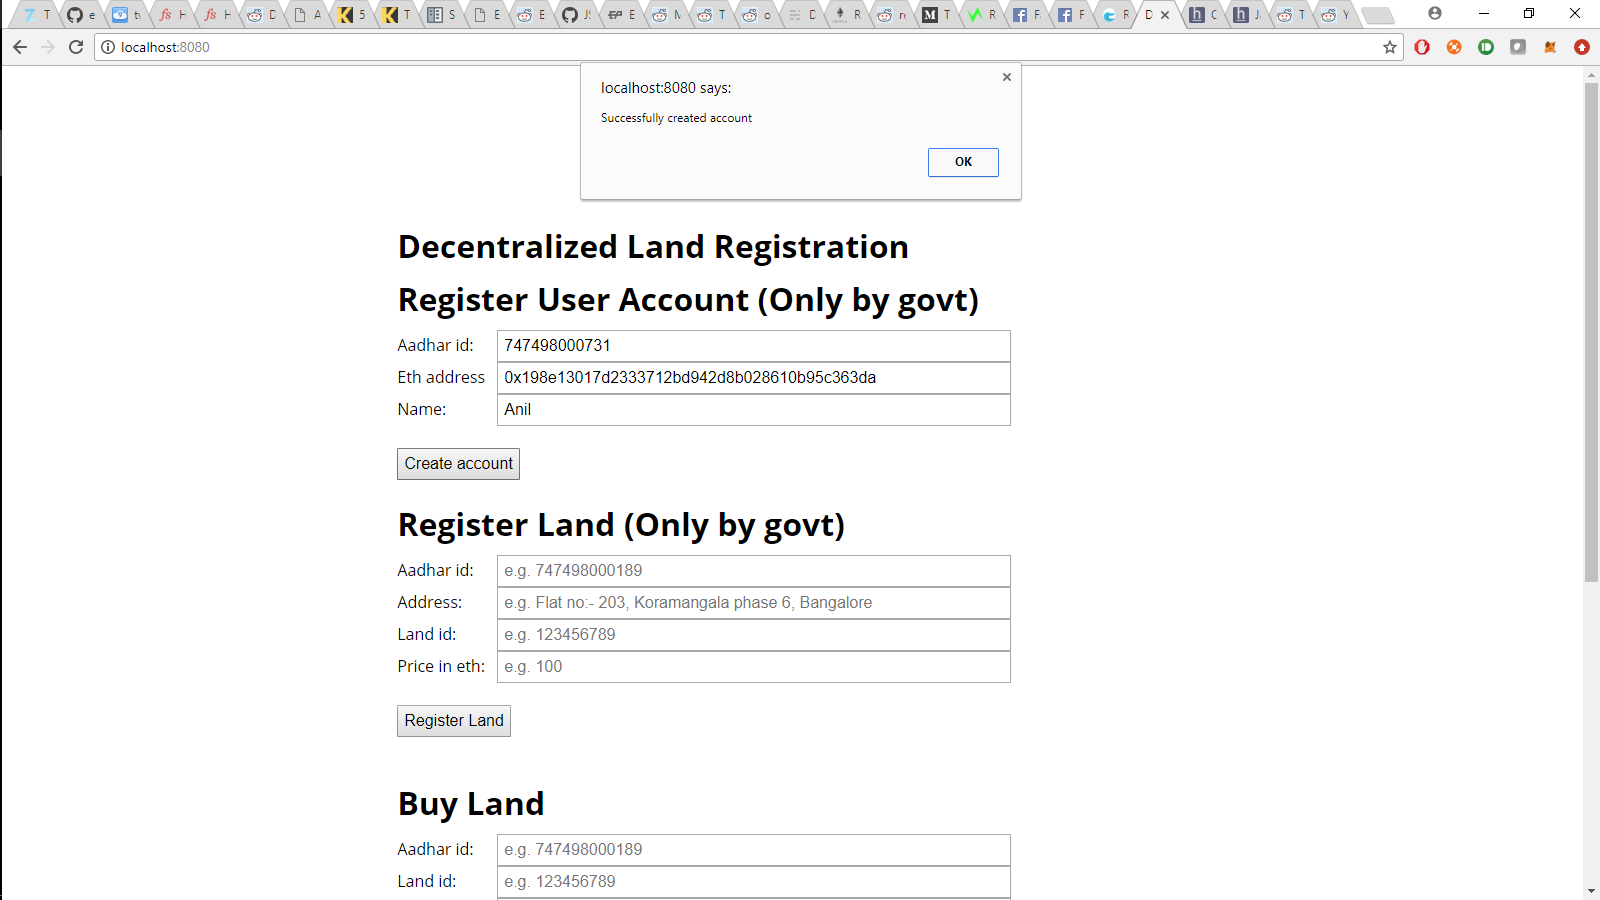 localhost:8080
localhost:8080 says:
Successfully created account
OK
Decentralized Land Registration
Register User Account (Only by govt)
Aadhar id: 747498000731
Eth address 0x198e13017d2333712bd942d8b028610b95c363da
Name: Anil
Create account
Register Land (Only by govt)
Aadhar id: e.g. 747498000189
Address: e.g. Flat no:- 203, Koramangala phase 6, Bangalore
Land id: e.g. 123456789
Price in eth: e.g. 100
Register Land
Buy Land
Aadhar id: e.g. 747498000189
Land id: e.g. 123456789